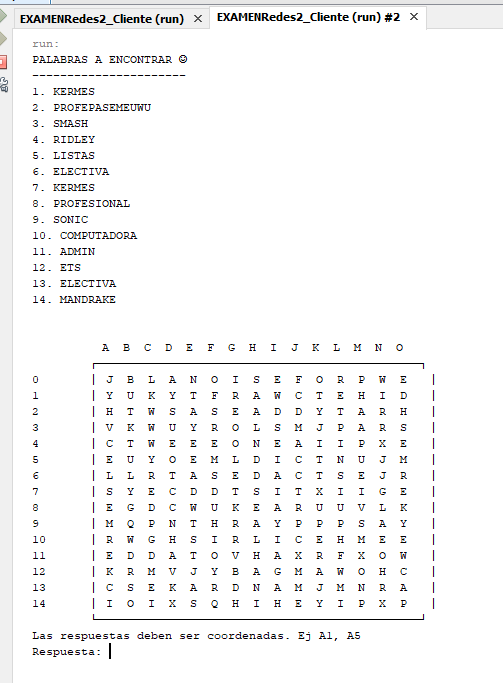 EXAMENRedes2_Cliente (run) × EXAMENRedes2_Cliente (run) #2 ×
run:
PALABRAS A ENCONTRAR ☺
----------------------
1. KERMES
2. PROFEPASEMEUWU
3. SMASH
4. RIDLEY
5. LISTAS
6. ELECTIVA
7. KERMES
8. PROFESIONAL
9. SONIC
10. COMPUTADORA
11. ADMIN
12. ETS
13. ELECTIVA
14. MANDRAKE
A B C D E F G H I J K L M N O
0 | J B L A N O I S E F O R P W E |
1 | Y U K Y T F R A W C T E H I D |
2 | H T W S A S E A D D Y T A R H |
3 | V K W U Y R O L S M J P A R S |
4 | C T W E E E O N E A I I P X E |
5 | E U Y O E M L D I C T N U J M |
6 | L L R T A S E D A C T S E J R |
7 | S Y E C D D T S I T X I I G E |
8 | E G D C W U K E A R U U V L K |
9 | M Q P N T H R A Y P P P S A Y |
10 | R W G H S I R L I C E H M E E |
11 | E D D A T O V H A X R F X O W |
12 | K R M V J Y B A G M A W O H C |
13 | C S E K A R D N A M J M N R A |
14 | I O I X S Q H I H E Y I P X P |
Las respuestas deben ser coordenadas. Ej A1, A5
Respuesta: